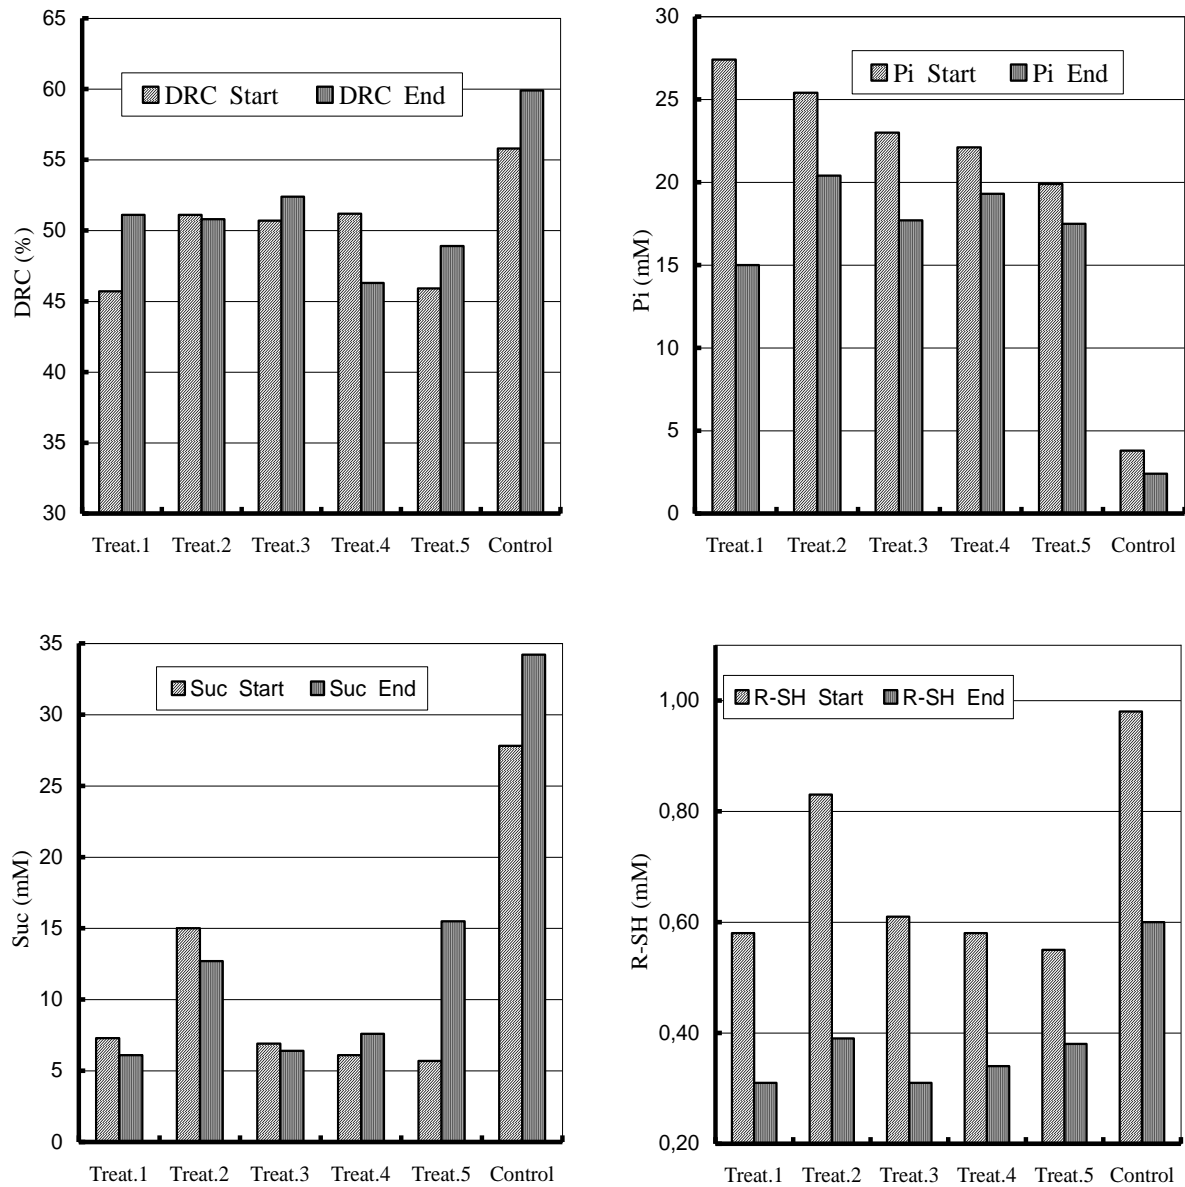 65
60
55
50
45
40
35
30
DRC (%)
DRC Start DRC End
Treat.1 Treat.2 Treat.3 Treat.4 Treat.5 Control
30
25
20
15
10
5
0
Pi (mM)
Pi Start Pi End
Treat.1 Treat.2 Treat.3 Treat.4 Treat.5 Control
35
30
25
20
15
10
5
0
Suc (mM)
Suc Start Suc End
Treat.1 Treat.2 Treat.3 Treat.4 Treat.5 Control
1,00
0,80
0,60
0,40
0,20
R-SH (mM)
R-SH Start R-SH End
Treat.1 Treat.2 Treat.3 Treat.4 Treat.5 Control